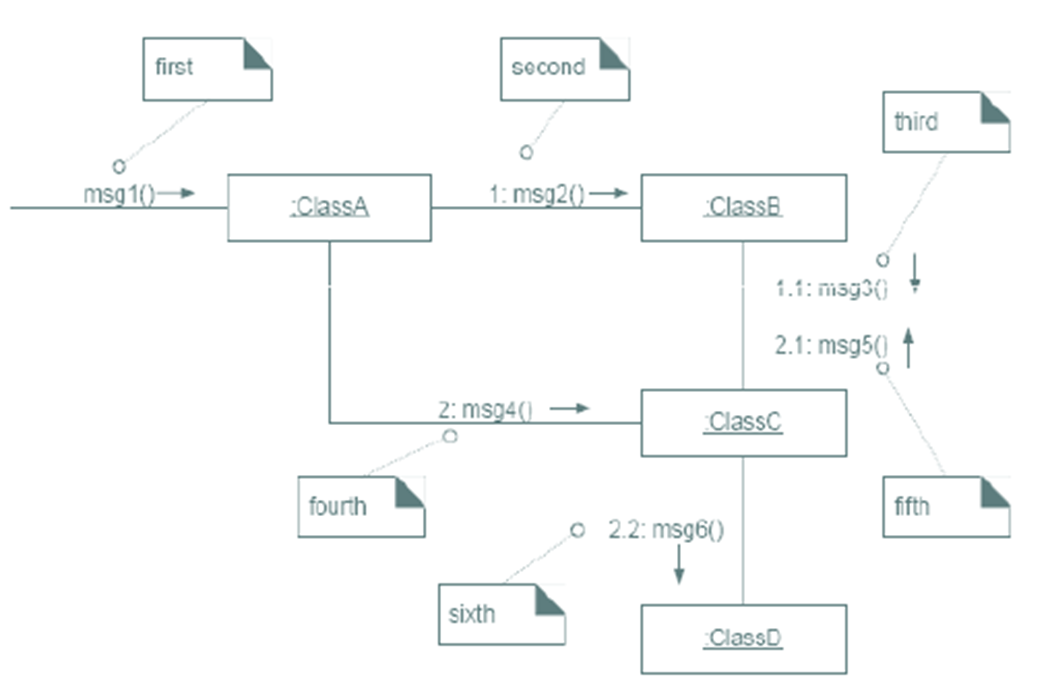 first
second
third
msg1()
:ClassA
1: msg2()
:ClassB
1.1: msg3()
2.1: msg5()
2: msg4()
:ClassC
fourth
fifth
2.2: msg6()
sixth
:ClassD